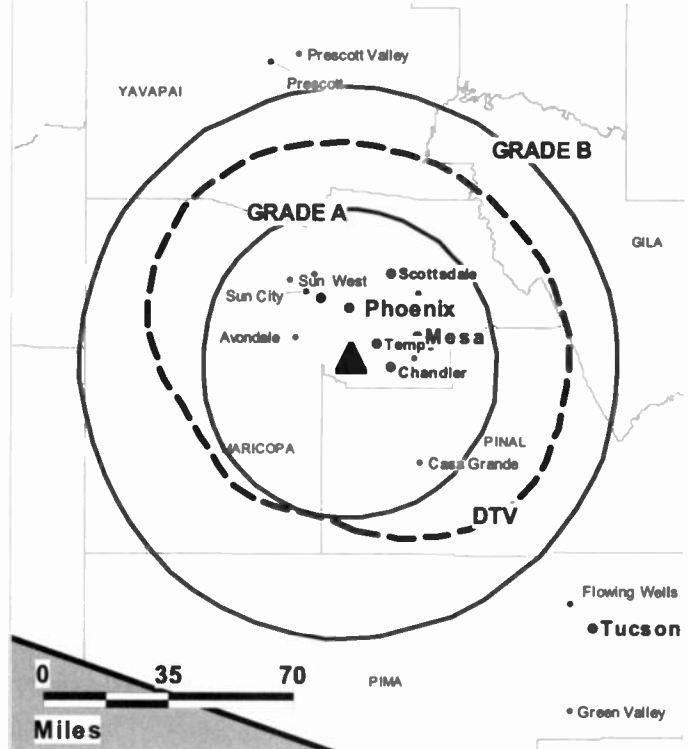 Prescott Valley
Prescott
YAVAPAI
GRADE B
GRADE A
GILA
Scottsdale
Sun West
Sun City
Phoenix
Avondale
Mesa
Temp
Chandler
MARICOPA
PINAL
Casa Grande
DTV
Flowing Wells
Tucson
0 35 70
PIMA
Green Valley
Miles